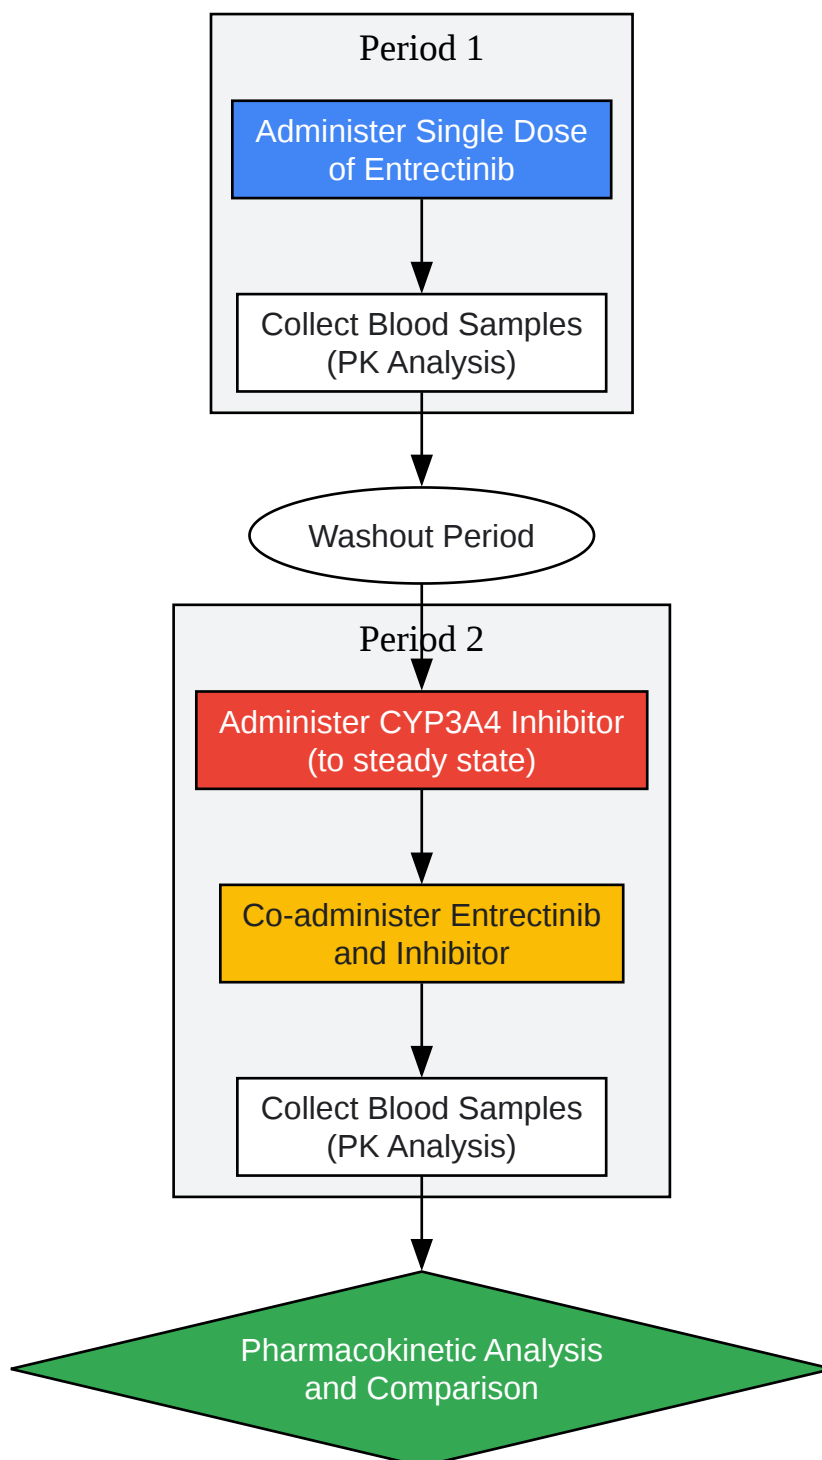 Period 1
Administer Single Dose
of Entrectinib
Collect Blood Samples
(PK Analysis)
Washout Period
Period 2
Administer CYP3A4 Inhibitor
(to steady state)
Co-administer Entrectinib
and Inhibitor
Collect Blood Samples
(PK Analysis)
Pharmacokinetic Analysis
and Comparison